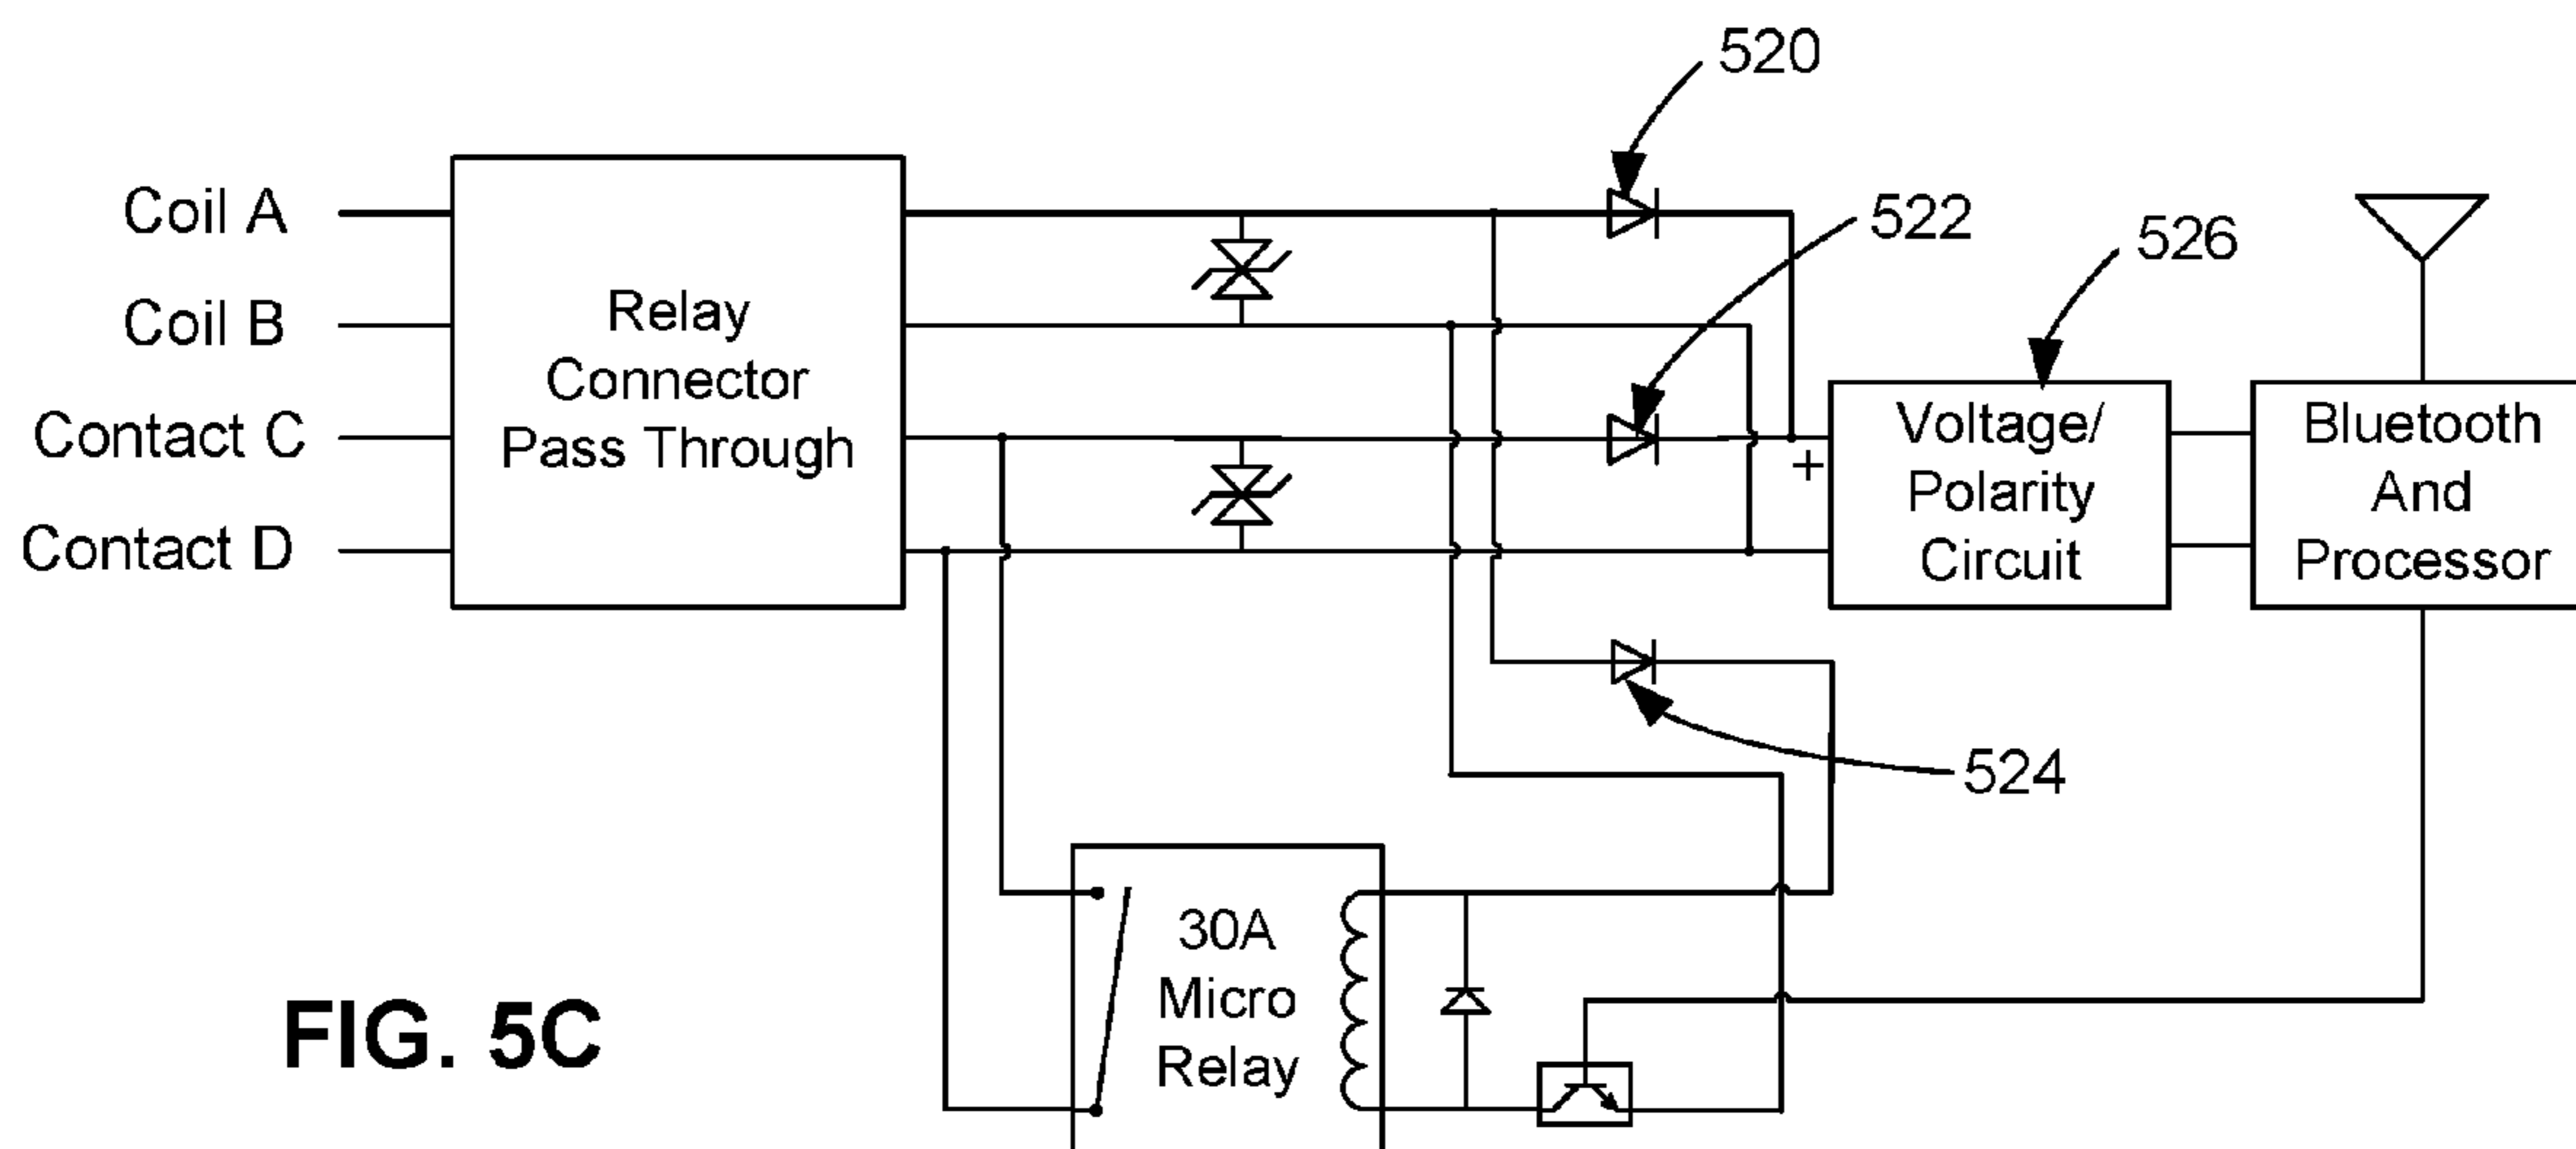 520
522
526
Coil A
Coil B
Contact C
Contact D
Relay
Connector
Pass Through
+
Voltage/
Polarity
Circuit
Bluetooth
And
Processor
524
30A
Micro
Relay
FIG. 5C